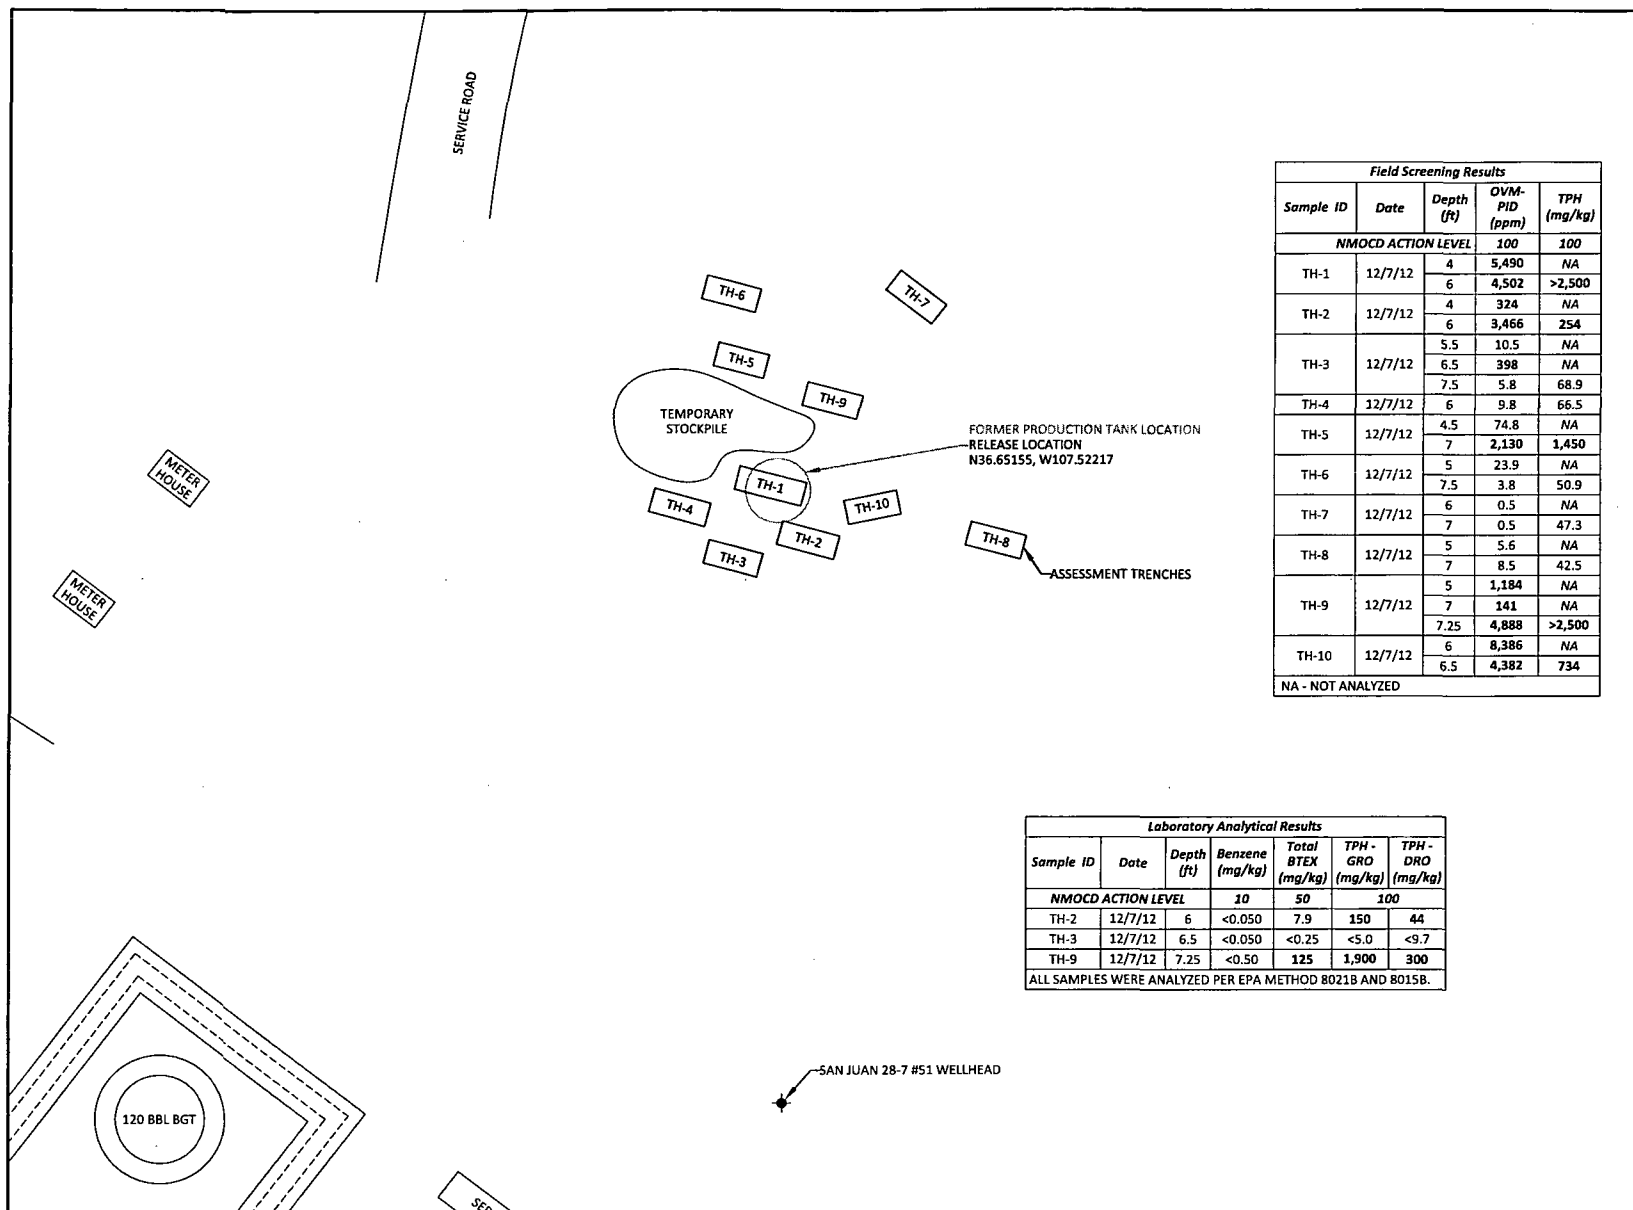 SERVICE ROAD
TH-6
TH-7
TH-5
TH-9
TEMPORARY
STOCKPILE
FORMER PRODUCTION TANK LOCATION
RELEASE LOCATION
N36.65155, W107.52217
TH-1
TH-4
TH-10
TH-2
TH-3
TH-8
ASSESSMENT TRENCHES
METER
HOUSE
METER
HOUSE
Field Screening Results
Sample ID Date Depth (ft) OVM-PID (ppm) TPH (mg/kg)
NMOCD ACTION LEVEL 100 100
TH-1 12/7/12 4 5,490 NA
6 4,502 >2,500
TH-2 12/7/12 4 324 NA
6 3,466 254
TH-3 12/7/12 5.5 10.5 NA
6.5 398 NA
7.5 5.8 68.9
TH-4 12/7/12 6 9.8 66.5
TH-5 12/7/12 4.5 74.8 NA
7 2,130 1,450
TH-6 12/7/12 5 23.9 NA
7.5 3.8 50.9
TH-7 12/7/12 6 0.5 NA
7 0.5 47.3
TH-8 12/7/12 5 5.6 NA
7 8.5 42.5
TH-9 12/7/12 5 1,184 NA
7 141 NA
7.25 4,888 >2,500
TH-10 12/7/12 6 8,386 NA
6.5 4,382 734
NA - NOT ANALYZED
Laboratory Analytical Results
Sample ID Date Depth (ft) Benzene (mg/kg) Total BTEX (mg/kg) TPH - GRO (mg/kg) TPH - DRO (mg/kg)
NMOCD ACTION LEVEL 10 50 100
TH-2 12/7/12 6 <0.050 7.9 150 44
TH-3 12/7/12 6.5 <0.050 <0.25 <5.0 <9.7
TH-9 12/7/12 7.25 <0.50 125 1,900 300
ALL SAMPLES WERE ANALYZED PER EPA METHOD 8021B AND 8015B.
SAN JUAN 28-7 #51 WELLHEAD
120 BBL BGT